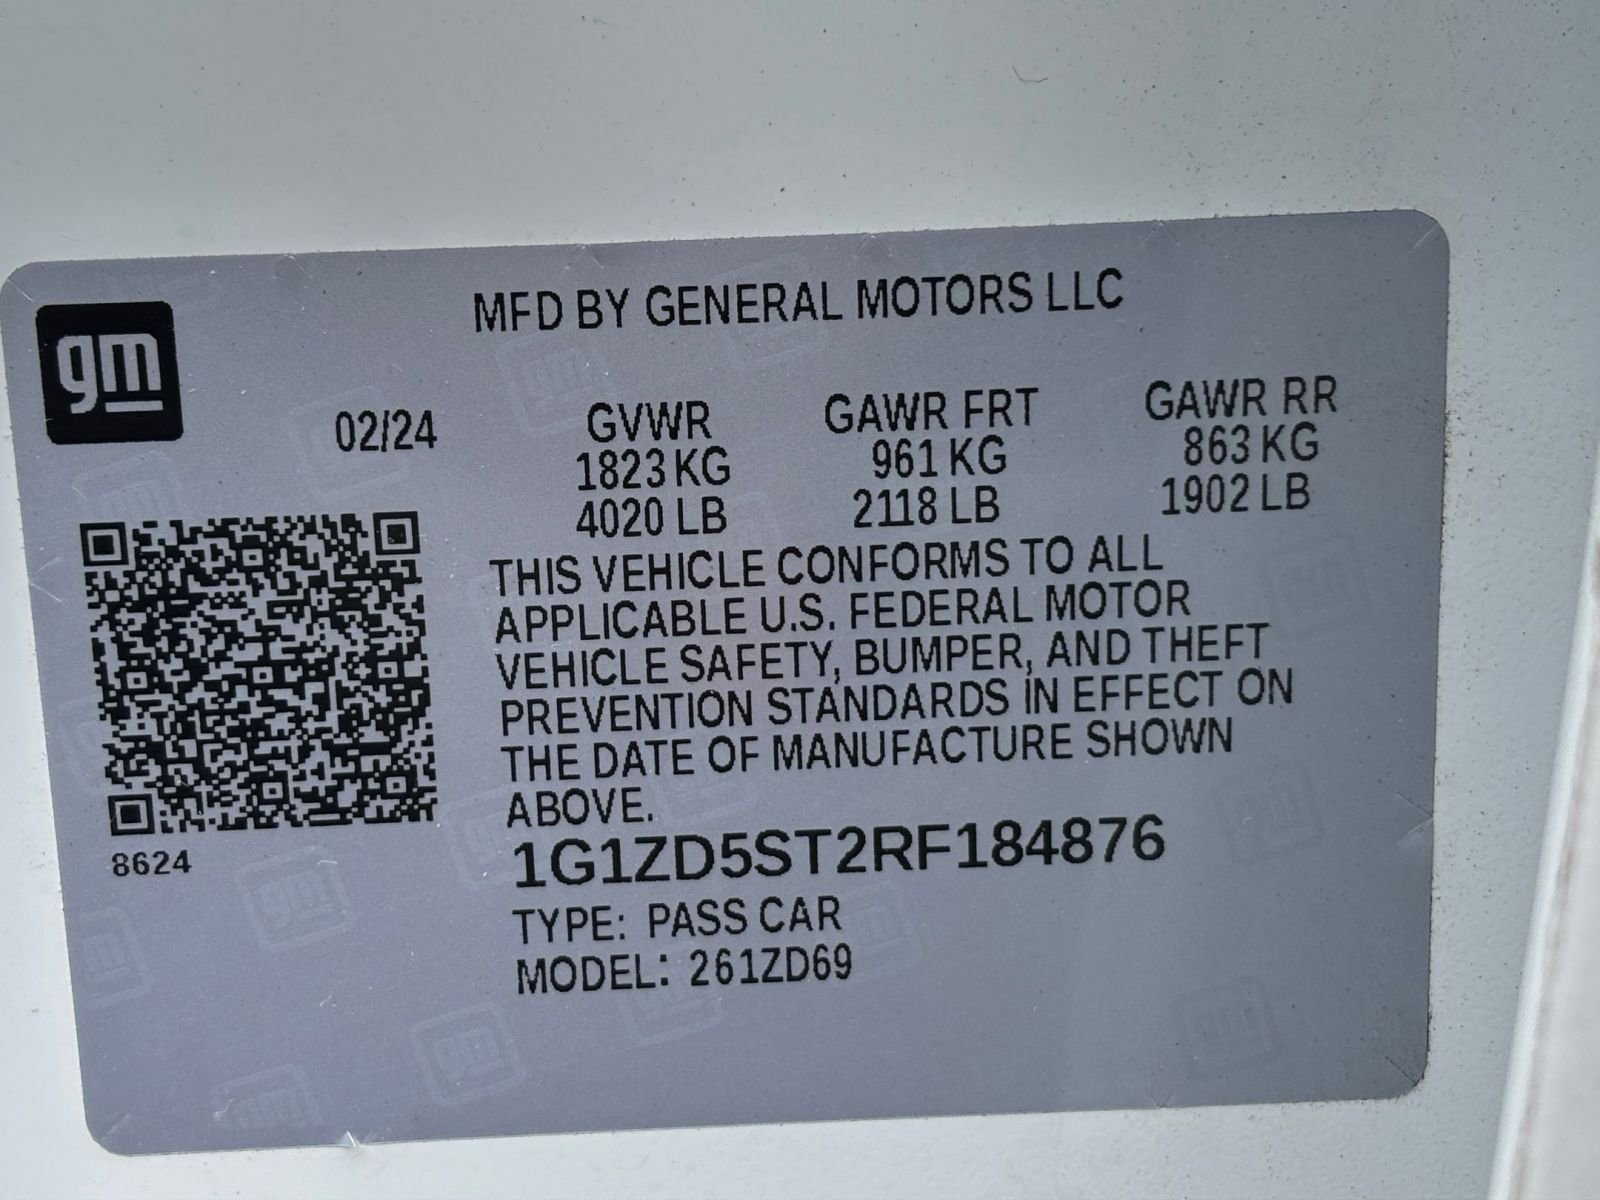 MFD BY GENERAL MOTORS LLC
gm
02/24
GVWR GAWR FRT GAWR RR
1823 KG 961 KG 863 KG
4020 LB 2118 LB 1902 LB
THIS VEHICLE CONFORMS TO ALL
APPLICABLE U.S. FEDERAL MOTOR
VEHICLE SAFETY, BUMPER, AND THEFT
PREVENTION STANDARDS IN EFFECT ON
THE DATE OF MANUFACTURE SHOWN
ABOVE.
8624
1G1ZD5ST2RF184876
TYPE: PASS CAR
MODEL: 261ZD69